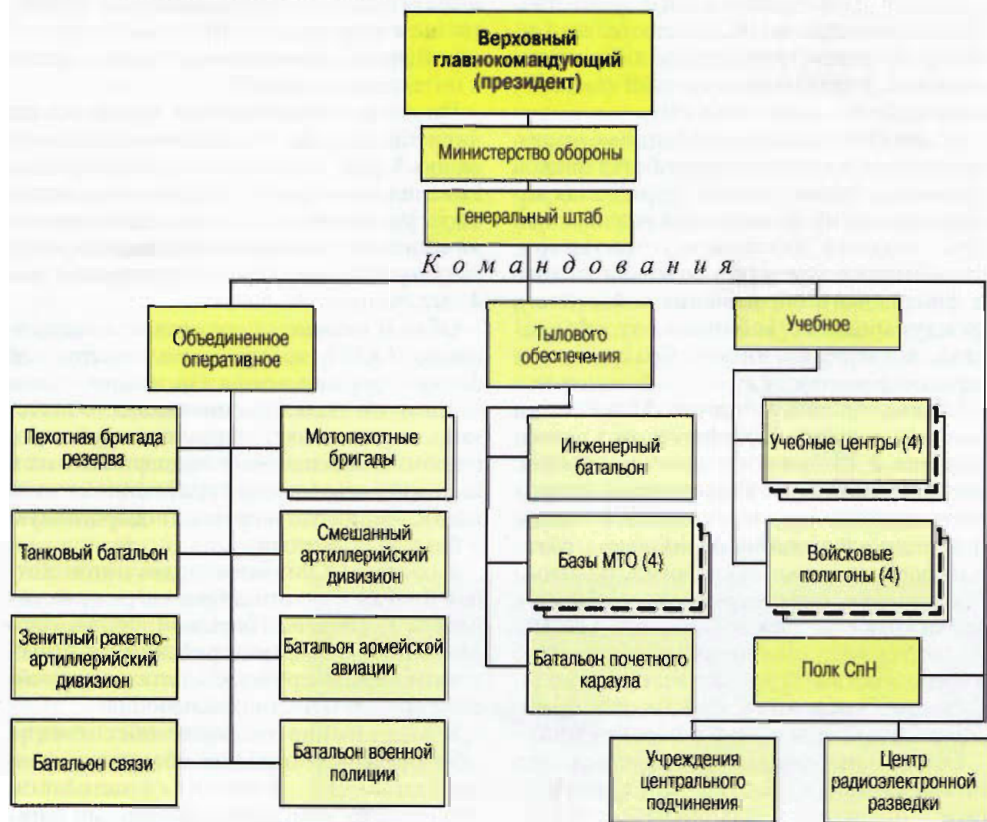 Верховный
главнокомандующий
(президент)
Министерство обороны
Генеральный штаб
Командования
Объединенное
оперативное
Тылового
обеспечения
Учебное
Пехотная бригада
резерва
Мотопехотные
бригады
Инженерный
батальон
Учебные центры (4)
Танковый батальон
Смешанный
артиллерийский
дивизион
Базы МТО (4)
Войсковые
полигоны (4)
Зенитный ракетно-
артиллерийский
дивизион
Батальон армейской
авиации
Батальон почетного
караула
Полк СпН
Батальон связи
Батальон военной
полиции
Учреждения
центрального
подчинения
Центр
радиоэлектронной
разведки